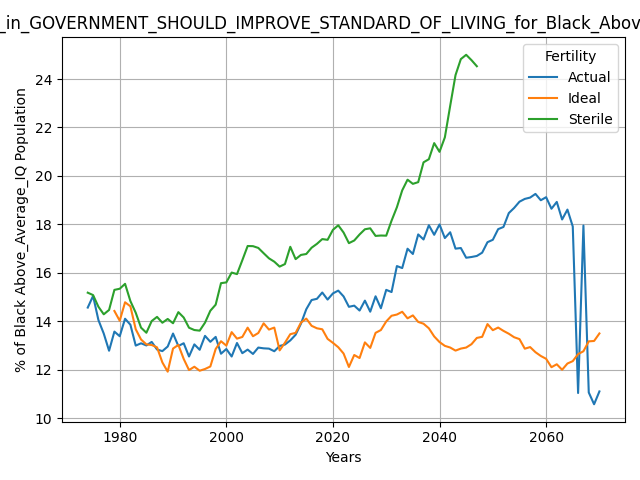 _in_GOVERNMENT_SHOULD_IMPROVE_STANDARD_OF_LIVING_for_Black_Abov
Fertility
Actual
Ideal
Sterile
% of Black Above_Average_IQ Population
24
22
20
18
16
14
12
10
1980 2000 2020 2040 2060
Years